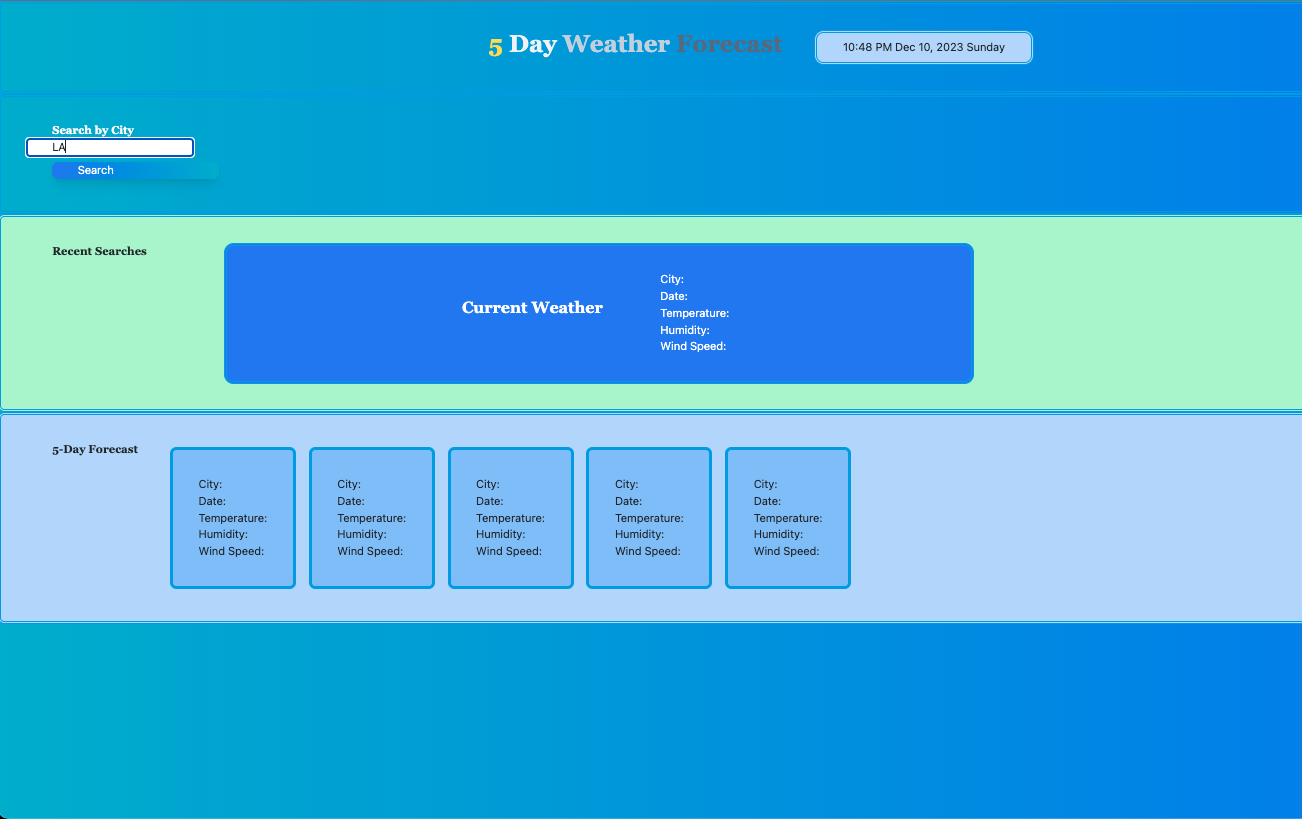 5 Day Weather Forecast
10:48 PM Dec 10, 2023 Sunday
Search by City
LA
Search
Recent Searches
Current Weather
City:
Date:
Temperature:
Humidity:
Wind Speed:
5-Day Forecast
City:
Date:
Temperature:
Humidity:
Wind Speed:
City:
Date:
Temperature:
Humidity:
Wind Speed:
City:
Date:
Temperature:
Humidity:
Wind Speed:
City:
Date:
Temperature:
Humidity:
Wind Speed:
City:
Date:
Temperature:
Humidity:
Wind Speed: